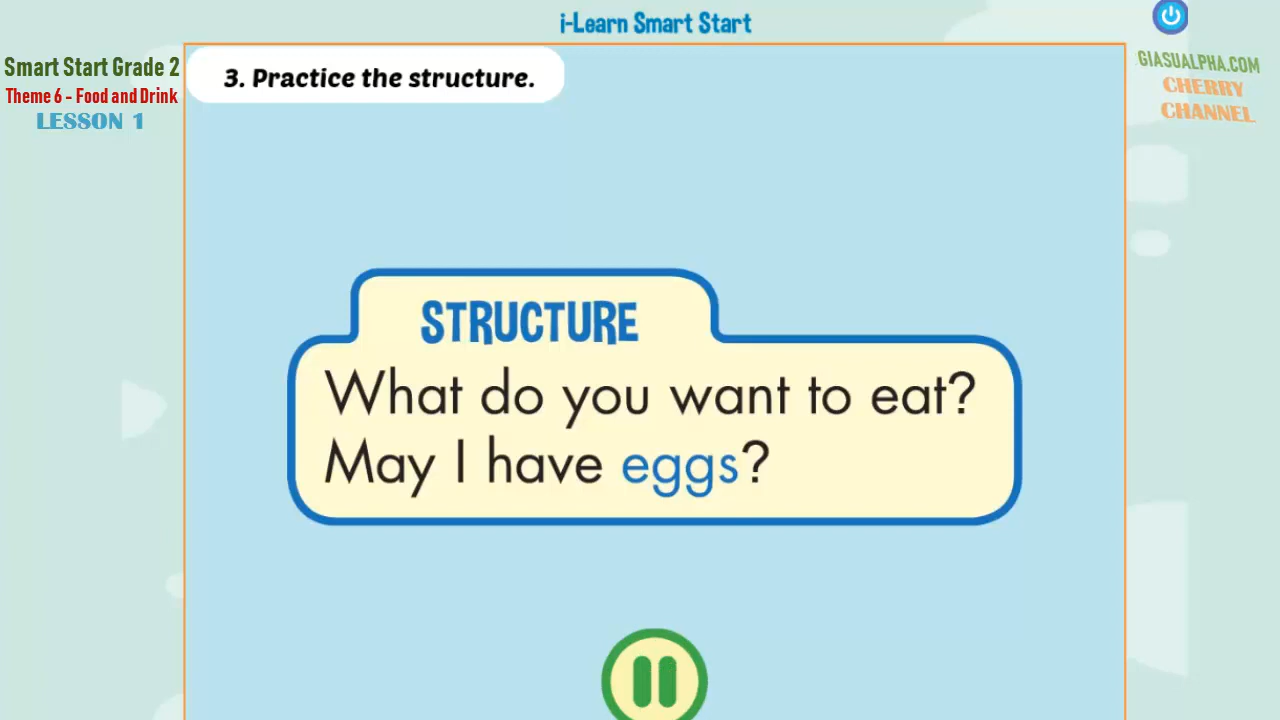 i-Learn Smart Start
Smart Start Grade 2
Theme 6 - Food and Drink
LESSON 1
GIASUALPHA.COM
CHERRY
CHANNEL
3. Practice the structure.
STRUCTURE
What do you want to eat?
May I have eggs?